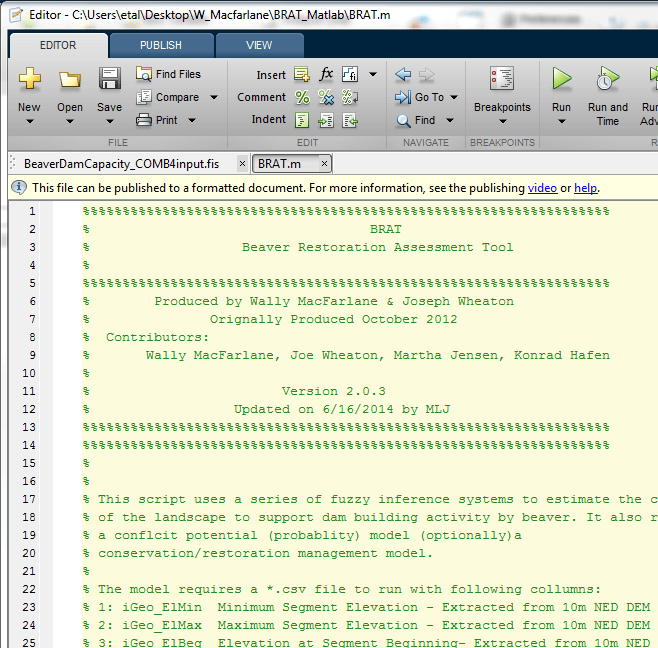 Editor - C:\Users\etal\Desktop\W_Macfarlane\BRAT_Matlab\BRAT.m
EDITOR PUBLISH VIEW
New Open Save
Find Files
Compare
Print
FILE
Insert fx
Comment
Indent
EDIT
Go To
Find
NAVIGATE
Breakpoints
BREAKPOINTS
Run
Run and
Time
BeaverDamCapacity_COMB4input.fis × BRAT.m ×
This file can be published to a formatted document. For more information, see the publishing video or help.
1 %%%%%%%%%%%%%%%%%%%%%%%%%%%%%%%%%%%%%%%%%%%%%%%%%%%%%%%%%%%%%%%%%%
2 % BRAT
3 % Beaver Restoration Assessment Tool
4 %
5 %%%%%%%%%%%%%%%%%%%%%%%%%%%%%%%%%%%%%%%%%%%%%%%%%%%%%%%%%%%%%%%%%%
6 % Produced by Wally MacFarlane & Joseph Wheaton
7 % Orignally Produced October 2012
8 % Contributors:
9 % Wally MacFarlane, Joe Wheaton, Martha Jensen, Konrad Hafen
10 %
11 % Version 2.0.3
12 % Updated on 6/16/2014 by MLJ
13 %%%%%%%%%%%%%%%%%%%%%%%%%%%%%%%%%%%%%%%%%%%%%%%%%%%%%%%%%%%%%%%%%%
14 %%%%%%%%%%%%%%%%%%%%%%%%%%%%%%%%%%%%%%%%%%%%%%%%%%%%%%%%%%%%%%%%%%
15 %
16 %
17 % This script uses a series of fuzzy inference systems to estimate the c
18 % of the landscape to support dam building activity by beaver. It also r
19 % a conflcit potential (probablity) model (optionally)a
20 % conservation/restoration management model.
21 %
22 % The model requires a *.csv file to run with following collumns:
23 % 1: iGeo_ElMin Minimum Segment Elevation - Extracted from 10m NED DEM
24 % 2: iGeo_ElMax Maximum Segment Elevation - Extracted from 10m NED DEM
25 % 3: iGeo_ElBeg Elevation at Segment Beginning- Extracted from 10m NED